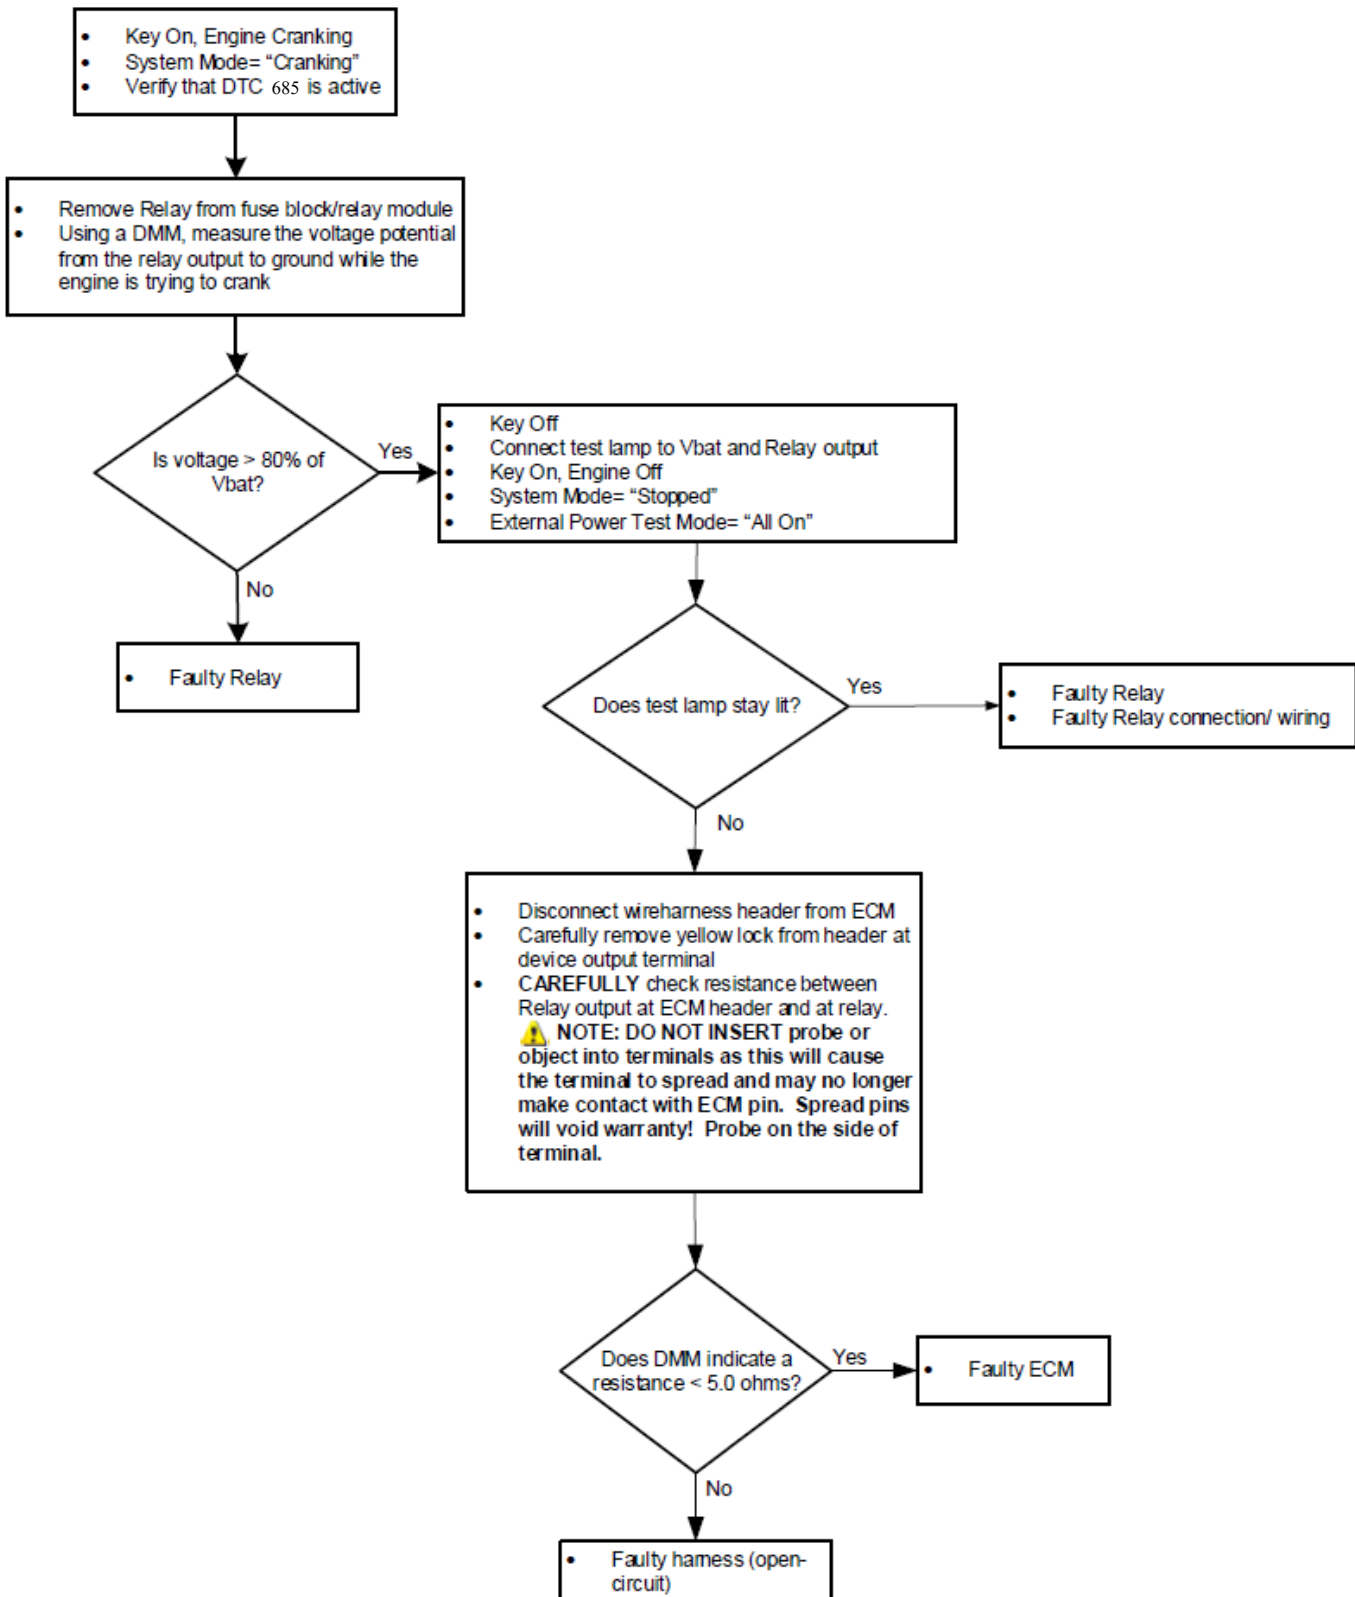 • Key On, Engine Cranking
• System Mode= “Cranking”
• Verify that DTC 685 is active
• Remove Relay from fuse block/relay module
• Using a DMM, measure the voltage potential
from the relay output to ground while the
engine is trying to crank
Is voltage > 80% of
Vbat?
Yes
No
• Faulty Relay
• Key Off
• Connect test lamp to Vbat and Relay output
• Key On, Engine Off
• System Mode= “Stopped”
• External Power Test Mode= “All On”
Does test lamp stay lit?
Yes
• Faulty Relay
• Faulty Relay connection/ wiring
No
• Disconnect wireharness header from ECM
• Carefully remove yellow lock from header at
device output terminal
• CAREFULLY check resistance between
Relay output at ECM header and at relay.
NOTE: DO NOT INSERT probe or
object into terminals as this will cause
the terminal to spread and may no longer
make contact with ECM pin. Spread pins
will void warranty! Probe on the side of
terminal.
Does DMM indicate a
resistance < 5.0 ohms?
Yes
• Faulty ECM
No
• Faulty harness (open-
circuit)